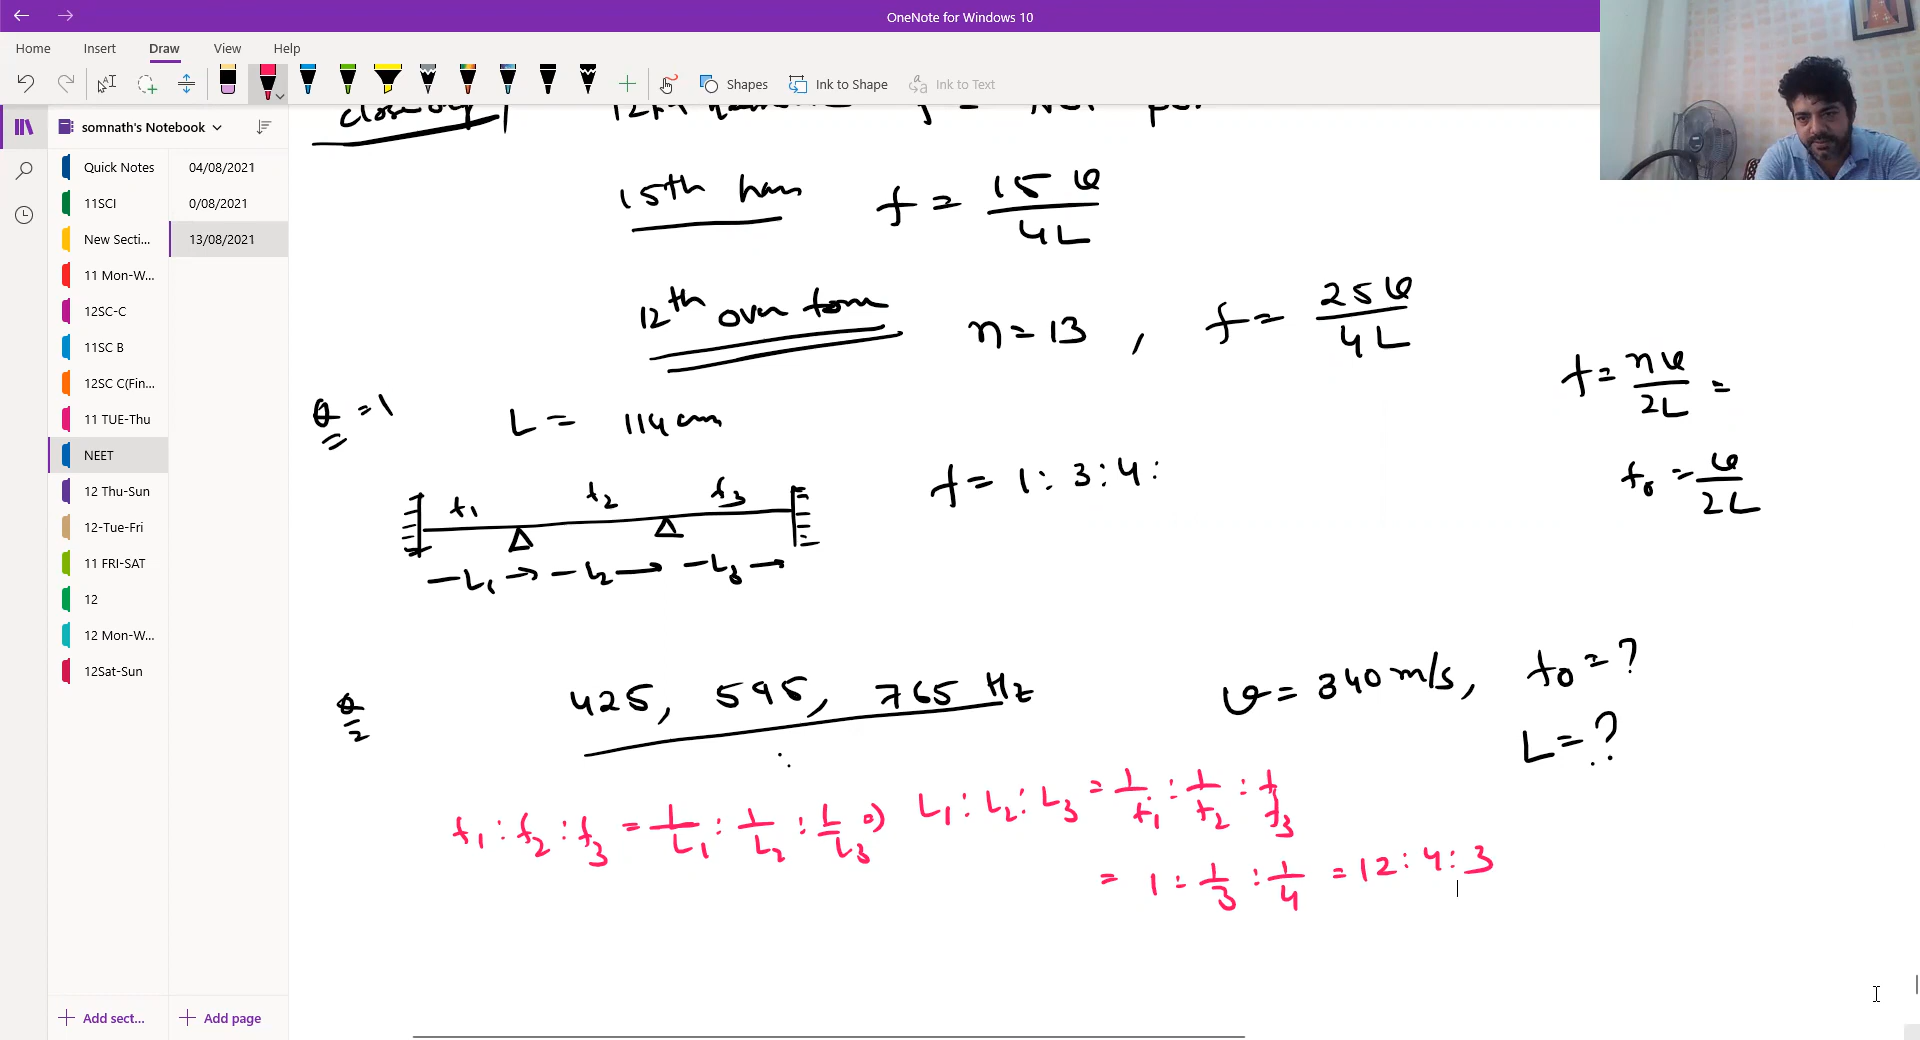 OneNote for Windows 10
Home Insert Draw View Help
Shapes Ink to Shape Ink to Text
somnath's Notebook
Quick Notes
11SCI
New Secti...
11 Mon-W...
12SC-C
11SC B
12SC C(Fin...
11 TUE-Thu
NEET
12 Thu-Sun
12-Tue-Fri
11 FRI-SAT
12
12 Mon-W...
12Sat-Sun
Add sect...
04/08/2021
0/08/2021
13/08/2021
Add page
15th har f = 15 v / 4L
12th over tone n = 13 , f = 25 v / 4L
f = nv / 2L =
f₀ = v / 2L
Q = 1 L = 114 cm
f = 1 : 3 : 4 :
f₁ f₂ f₃
L₁ L₂ L₃
Q 2 425, 595, 765 Hz v = 340 m/s, f₀ = ?
L = ?
f₁ : f₂ : f₃ = 1/L₁ : 1/L₂ : 1/L₃ L₁ : L₂ : L₃ = 1/f₁ : 1/f₂ : 1/f₃
= 1 : 1/3 : 1/4 = 12 : 4 : 3